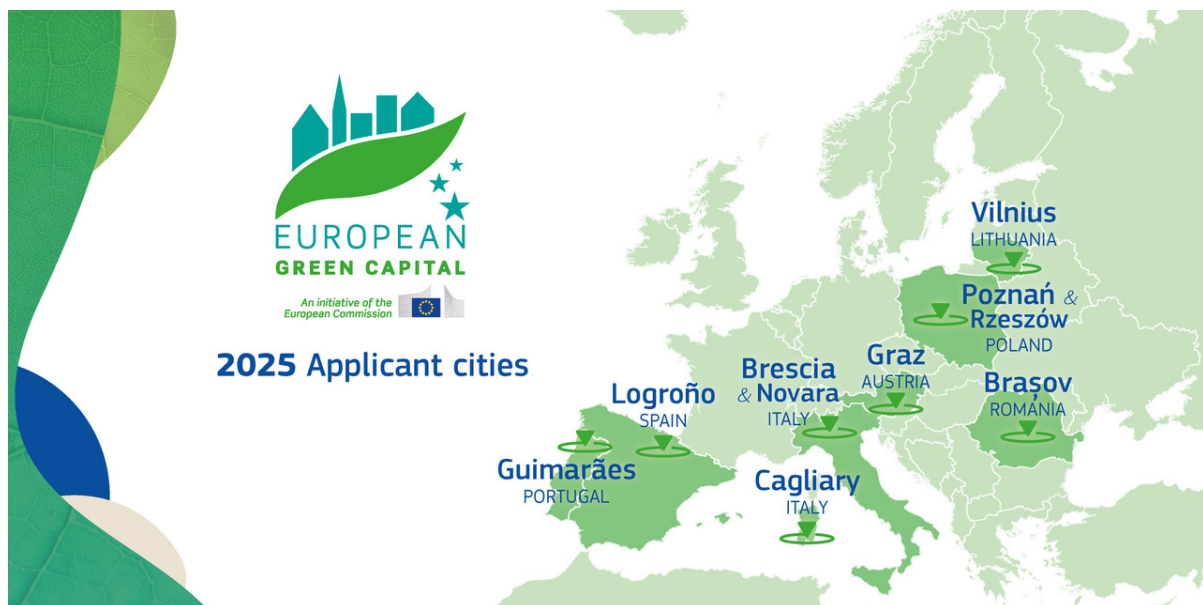 EUROPEAN
GREEN CAPITAL
An initiative of the
European Commission
2025 Applicant cities
Vilnius
LITHUANIA
Poznań &
Rzeszów
POLAND
Graz
AUSTRIA
Brescia
& Novara
ITALY
Brașov
ROMANIA
Logroño
SPAIN
Guimarães
PORTUGAL
Cagliary
ITALY